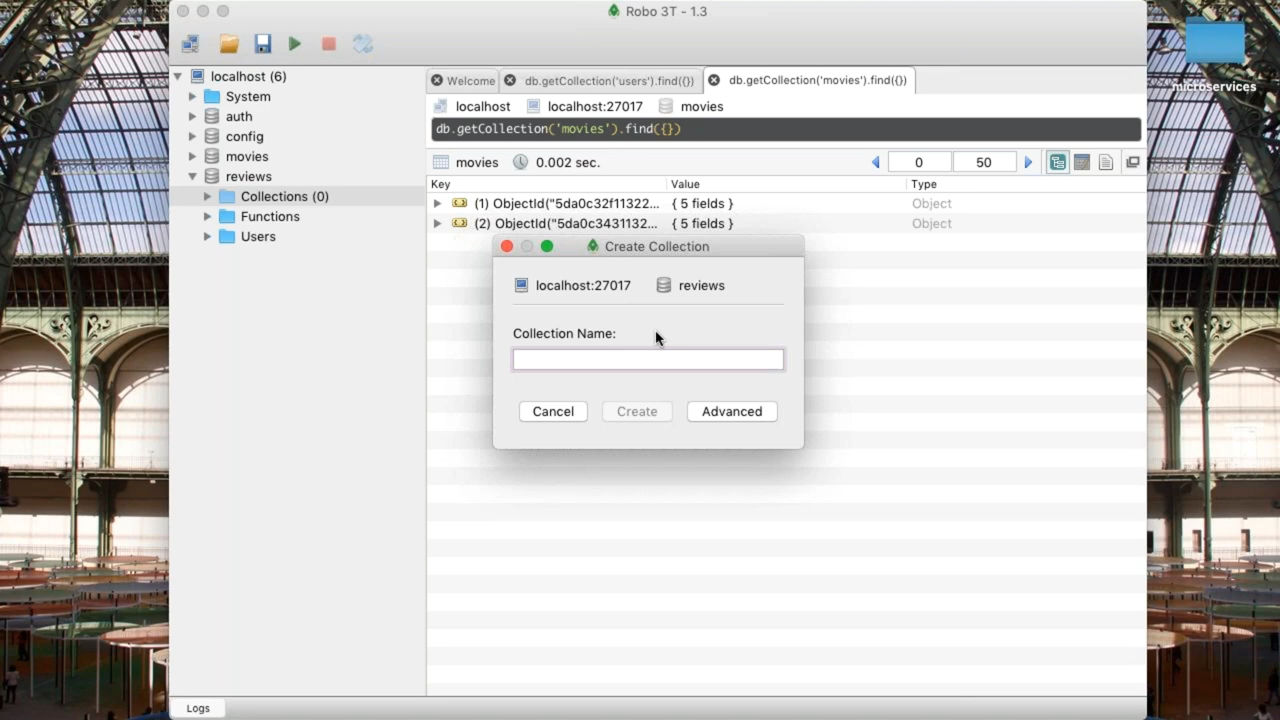 Robo 3T - 1.3
microservices
localhost (6)
System
auth
config
movies
reviews
Collections (0)
Functions
Users
Welcome
db.getCollection('users').find({})
db.getCollection('movies').find({})
localhost
localhost:27017
movies
db.getCollection('movies').find({})
movies
0.002 sec.
0
50
Key
Value
Type
(1) ObjectId("5da0c32f11322...
{ 5 fields }
Object
(2) ObjectId("5da0c3431132...
{ 5 fields }
Object
Create Collection
localhost:27017
reviews
Collection Name:
Cancel
Create
Advanced
Logs